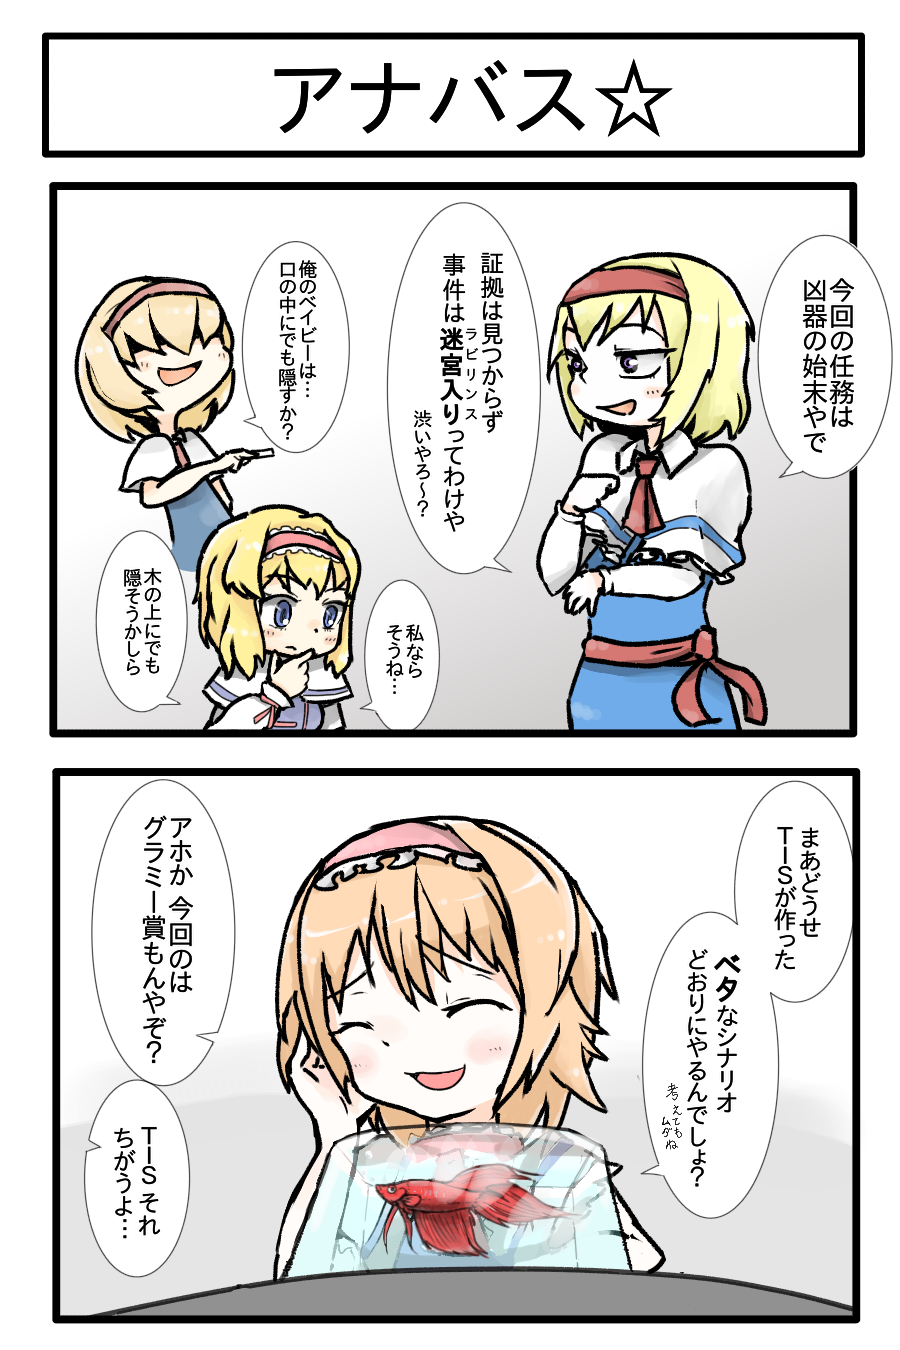 アナバス☆
今回の任務は
凶器の始末やで
証拠は見つからず
事件は迷宮入りってわけや
ラビリンス
渋いやろ～？
俺のベイビーは…
口の中にでも隠すか？
私なら
そうね…
木の上にでも
隠そうかしら
まあどうせ
TISが作った
ベタなシナリオ
どおりにやるんでしょ？
考えても
ムダね
アホか 今回のは
グラミー賞もんやぞ？
TIS それ
ちがうよ…